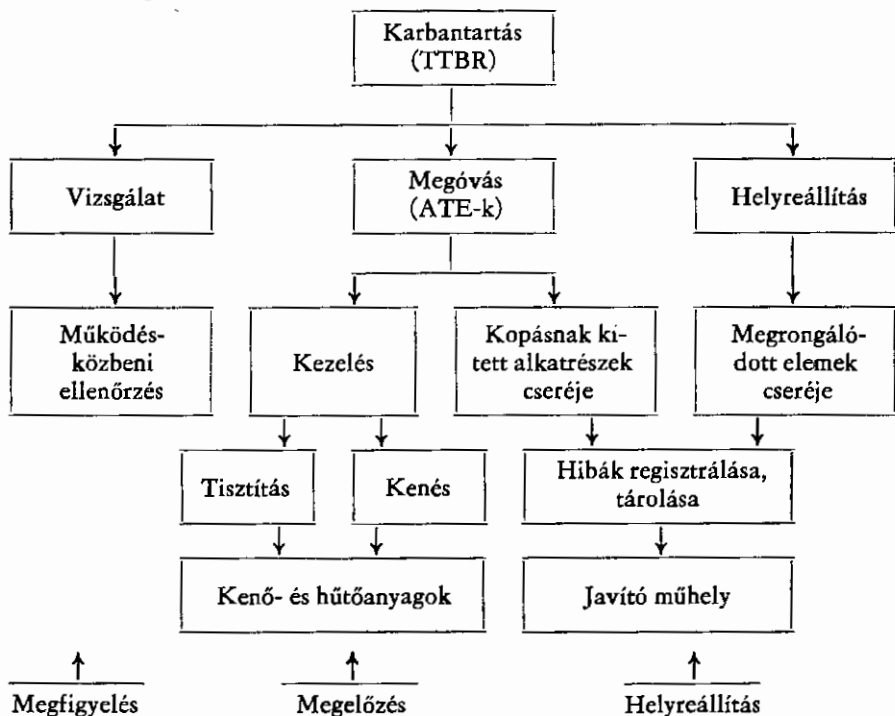 Karbantartás
(TTBR)
Vizsgálat
Megóvás
(ATE-k)
Helyreállítás
Működés-
közbeni
ellenőrzés
Kezelés
Kopásnak ki-
tett alkatrészek
cseréje
Megrongáló-
dott elemek
cseréje
Tisztítás
Kenés
Hibák regisztrálása,
tárolása
Kenő- és hűtőanyagok
Javító műhely
Megfigyelés
Megelőzés
Helyreállítás